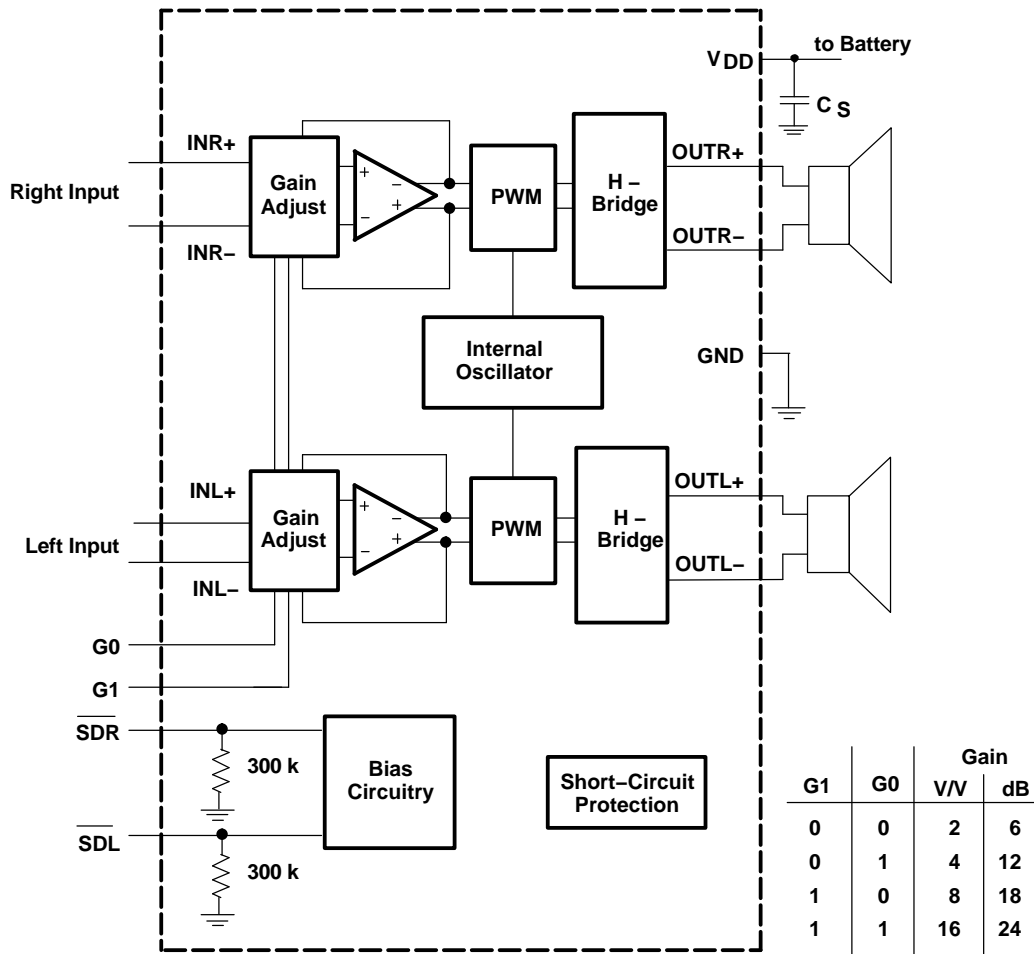 to Battery
VDD
CS
INR+
Right Input
INR−
Gain
Adjust
+
−
−
+
PWM
H −
Bridge
OUTR+
OUTR−
Internal
Oscillator
GND
INL+
Left Input
INL−
Gain
Adjust
+
−
−
+
PWM
H −
Bridge
OUTL+
OUTL−
G0
G1
SDR
300 k
SDL
300 k
Bias
Circuitry
Short−Circuit
Protection
Gain
G1 G0 V/V dB
0 0 2 6
0 1 4 12
1 0 8 18
1 1 16 24